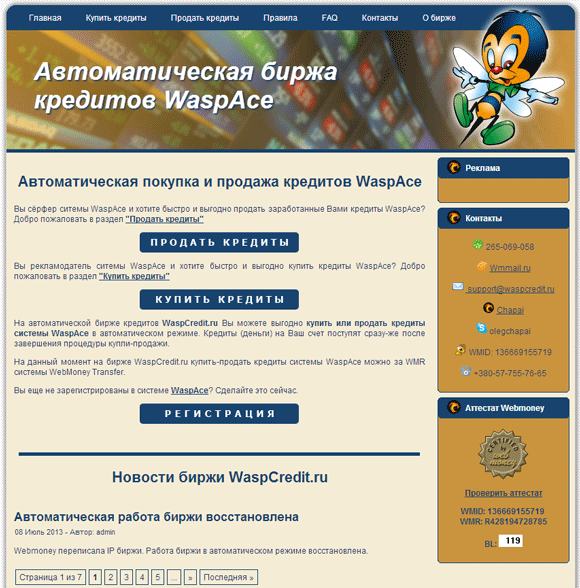 Главная Купить кредиты Продать кредиты Правила FAQ Контакты О бирже
Автоматическая биржа
кредитов WaspAce
Автоматическая покупка и продажа кредитов WaspAce
Вы сёрфер ситемы WaspAce и хотите быстро и выгодно продать заработанные Вами кредиты WaspAce?
Добро пожаловать в раздел "Продать кредиты"
ПРОДАТЬ КРЕДИТЫ
Вы рекламодатель ситемы WaspAce и хотите быстро и выгодно купить кредиты WaspAce? Добро
пожаловать в раздел "Купить кредиты"
КУПИТЬ КРЕДИТЫ
На автоматической бирже кредитов WaspCredit.ru Вы можете выгодно купить или продать кредиты
системы WaspAce в автоматическом режиме. Кредиты (деньги) на Ваш счет поступят сразу-же после
завершения процедуры купли-продажи.
На данный момент на бирже WaspCredit.ru купить-продать кредиты системы WaspAce можно за WMR
системы WebMoney Transfer.
Вы еще не зарегистрированы в системе WaspAce? Сделайте это сейчас.
РЕГИСТРАЦИЯ
Новости биржи WaspCredit.ru
Автоматическая работа биржи восстановлена
08 Июль 2013 - Автор: admin
Webmoney переписала IP биржи. Работа биржи в автоматическом режиме восстановлена.
Страница 1 из 7 1 2 3 4 5 ... » Последняя »
Реклама
Контакты
265-069-058
Wmmail.ru
support@waspcredit.ru
Chapai
olegchapai
WMID: 136669155719
+380-57-755-76-65
Аттестат Webmoney
CERTIFIED
by
web
money
Проверить аттестат
WMID: 136669155719
WMR: R428194728785
BL: 119